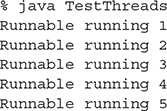 % java TestThreads
Runnable running 1
Runnable running 2
Runnable running 3
Runnable running 4
Runnable running 5